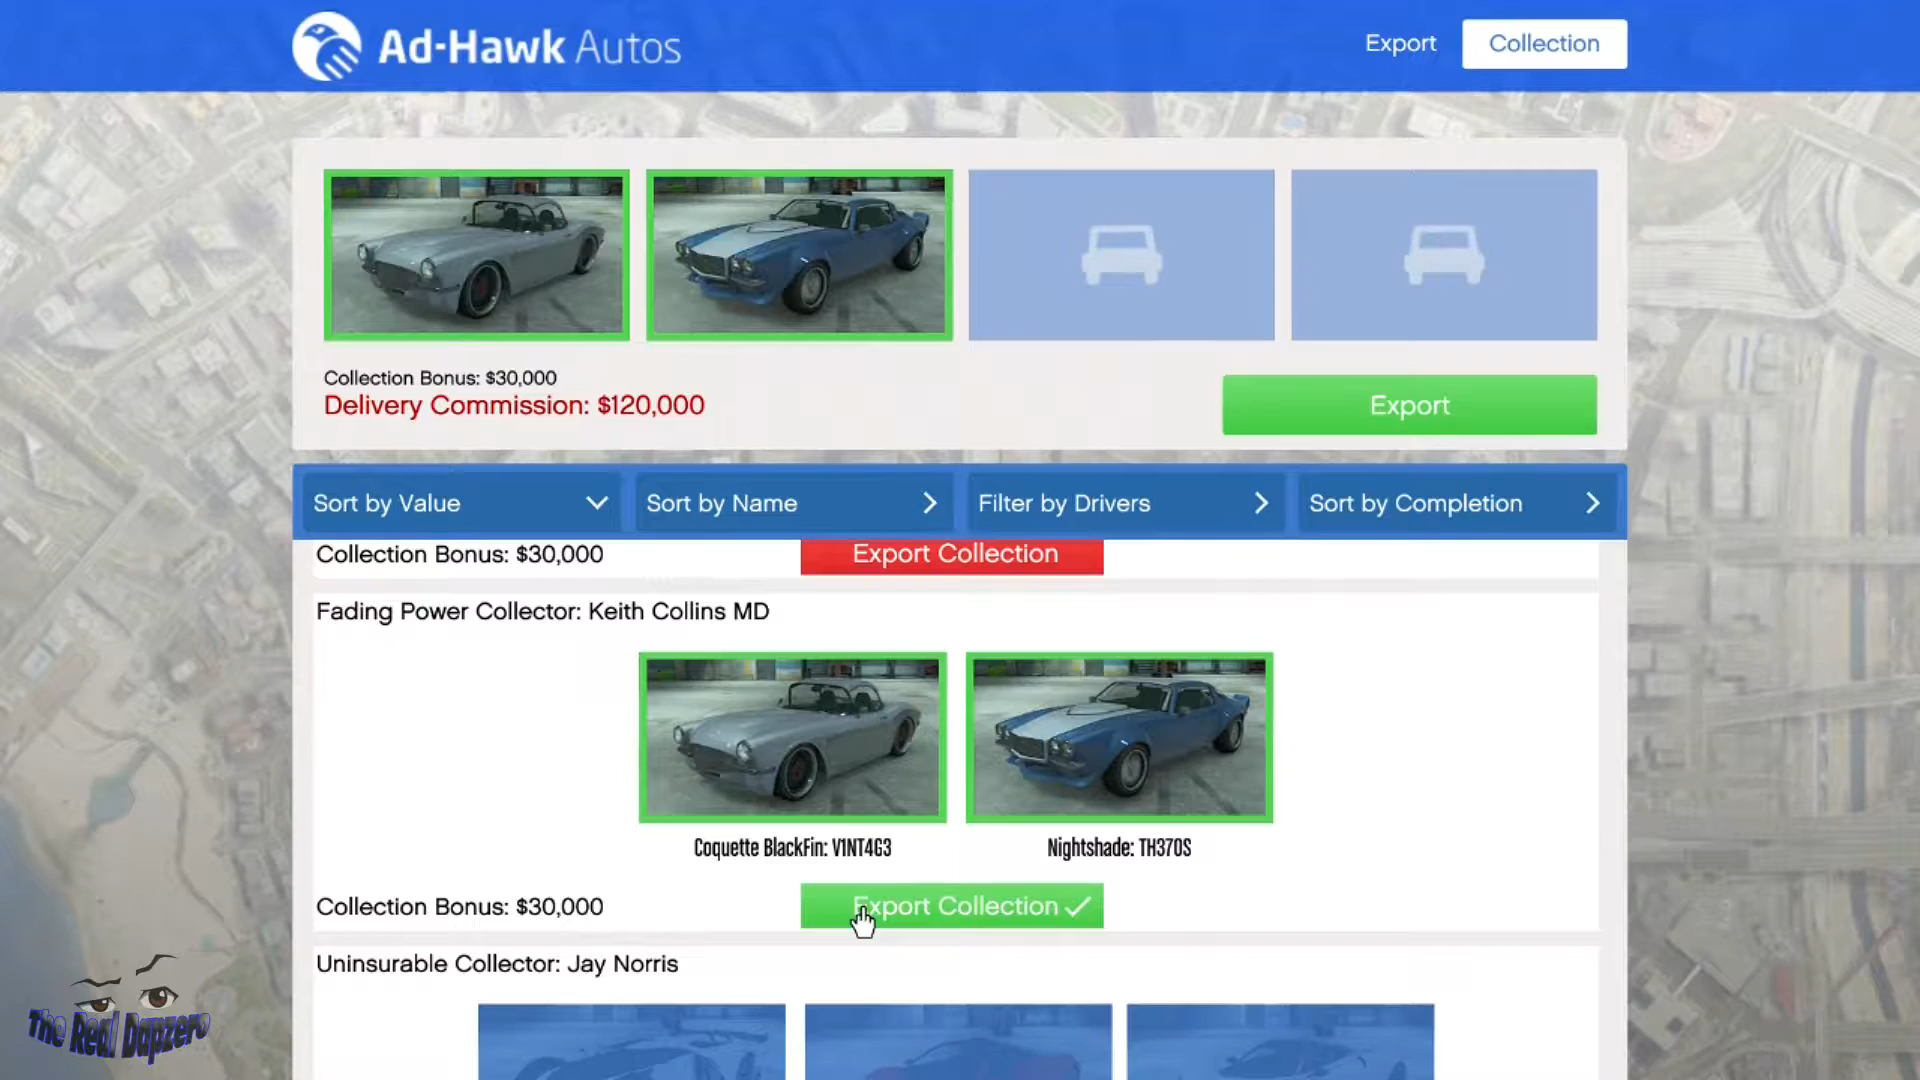 Ad-Hawk Autos
Export
Collection
Collection Bonus: $30,000
Delivery Commission: $120,000
Export
Sort by Value
Sort by Name
Filter by Drivers
Sort by Completion
Collection Bonus: $30,000
Export Collection
Fading Power Collector: Keith Collins MD
Coquette BlackFin: V1NT4G3
Nightshade: TH37OS
Collection Bonus: $30,000
Export Collection
Uninsurable Collector: Jay Norris
The Real Dapzero